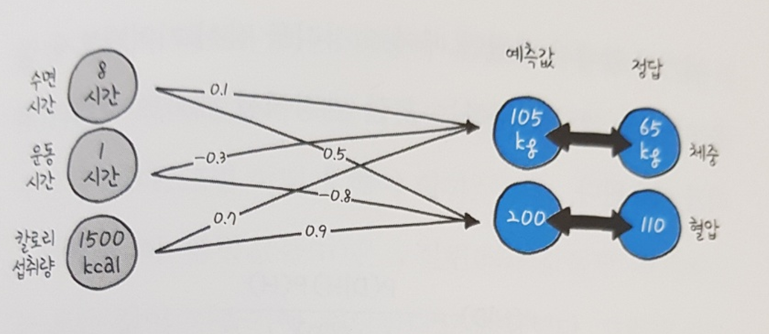 예측값
정답
수면
시간
8
시간
0.1
105
kg
65
kg
체중
운동
시간
1
시간
-0.3
0.5
-0.8
칼로리
섭취량
1500
kcal
0.7
0.9
200
110
혈압